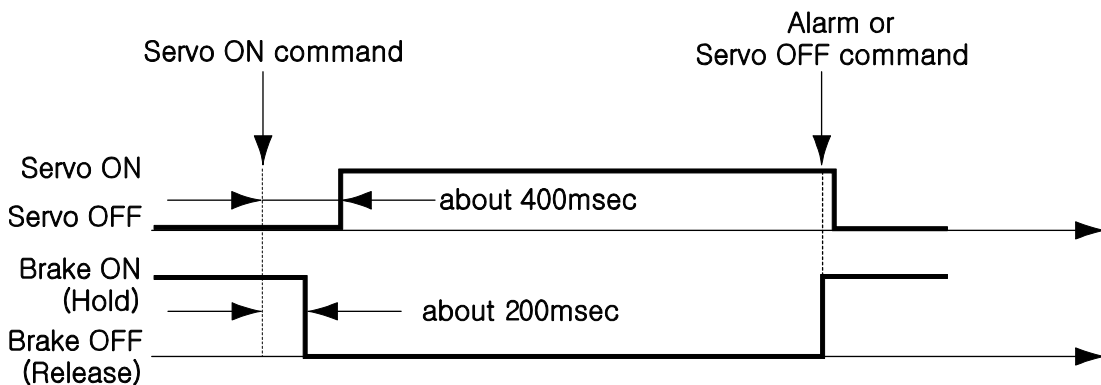 Servo ON command
Alarm or
Servo OFF command
Servo ON
about 400msec
Servo OFF
Brake ON
(Hold)
about 200msec
Brake OFF
(Release)